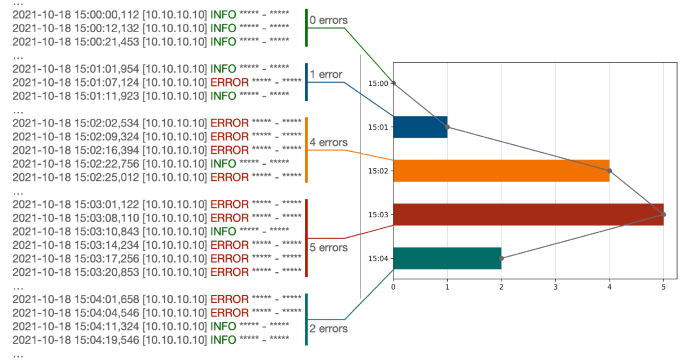 ...
2021-10-18 15:00:00,112 [10.10.10.10] INFO ***** - *****
2021-10-18 15:00:12,132 [10.10.10.10] INFO ***** - *****
2021-10-18 15:00:21,453 [10.10.10.10] INFO ***** - *****
0 errors
...
2021-10-18 15:01:01,954 [10.10.10.10] INFO ***** - *****
2021-10-18 15:01:07,124 [10.10.10.10] ERROR ***** - *****
2021-10-18 15:01:11,923 [10.10.10.10] INFO ***** - *****
1 error
...
2021-10-18 15:02:02,534 [10.10.10.10] ERROR ***** - *****
2021-10-18 15:02:09,324 [10.10.10.10] ERROR ***** - *****
2021-10-18 15:02:16,394 [10.10.10.10] ERROR ***** - *****
2021-10-18 15:02:22,756 [10.10.10.10] INFO ***** - *****
2021-10-18 15:02:25,012 [10.10.10.10] ERROR ***** - *****
4 errors
...
2021-10-18 15:03:01,122 [10.10.10.10] ERROR ***** - *****
2021-10-18 15:03:08,110 [10.10.10.10] ERROR ***** - *****
2021-10-18 15:03:10,843 [10.10.10.10] INFO ***** - *****
2021-10-18 15:03:14,234 [10.10.10.10] ERROR ***** - *****
2021-10-18 15:03:17,256 [10.10.10.10] ERROR ***** - *****
2021-10-18 15:03:20,853 [10.10.10.10] ERROR ***** - *****
5 errors
...
2021-10-18 15:04:01,658 [10.10.10.10] ERROR ***** - *****
2021-10-18 15:04:04,546 [10.10.10.10] ERROR ***** - *****
2021-10-18 15:04:11,324 [10.10.10.10] INFO ***** - *****
2021-10-18 15:04:19,546 [10.10.10.10] INFO ***** - *****
2 errors
...
15:00
15:01
15:02
15:03
15:04
0 1 2 3 4 5